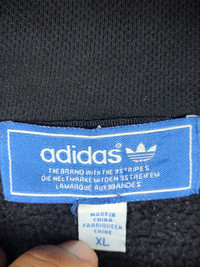 adidas
THE BRAND WITH THE 3 STRIPES
DIE WELTMARKE MIT DEN 3 STREIFEN
LA MARQUE AUX 3 BANDES
MADE IN
CHINA
FABRIQUE EN
CHINE
XL